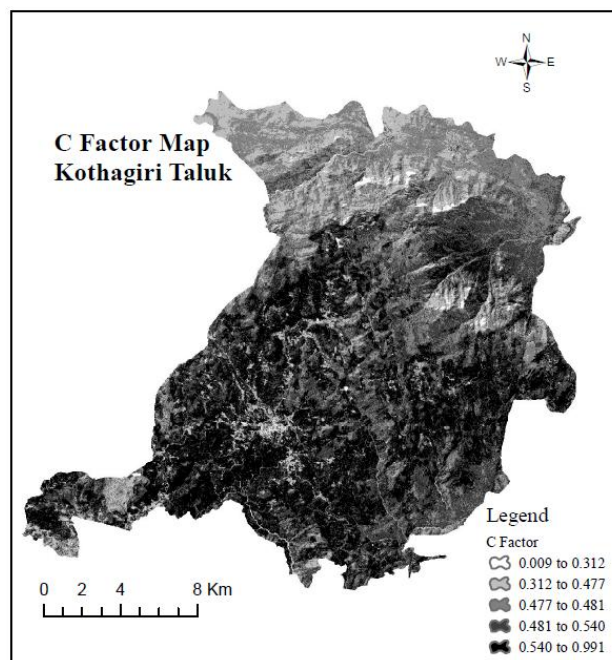 N
W E
S
C Factor Map
Kothagiri Taluk
Legend
C Factor
0.009 to 0.312
0.312 to 0.477
0.477 to 0.481
0.481 to 0.540
0.540 to 0.991
0 2 4 8 Km